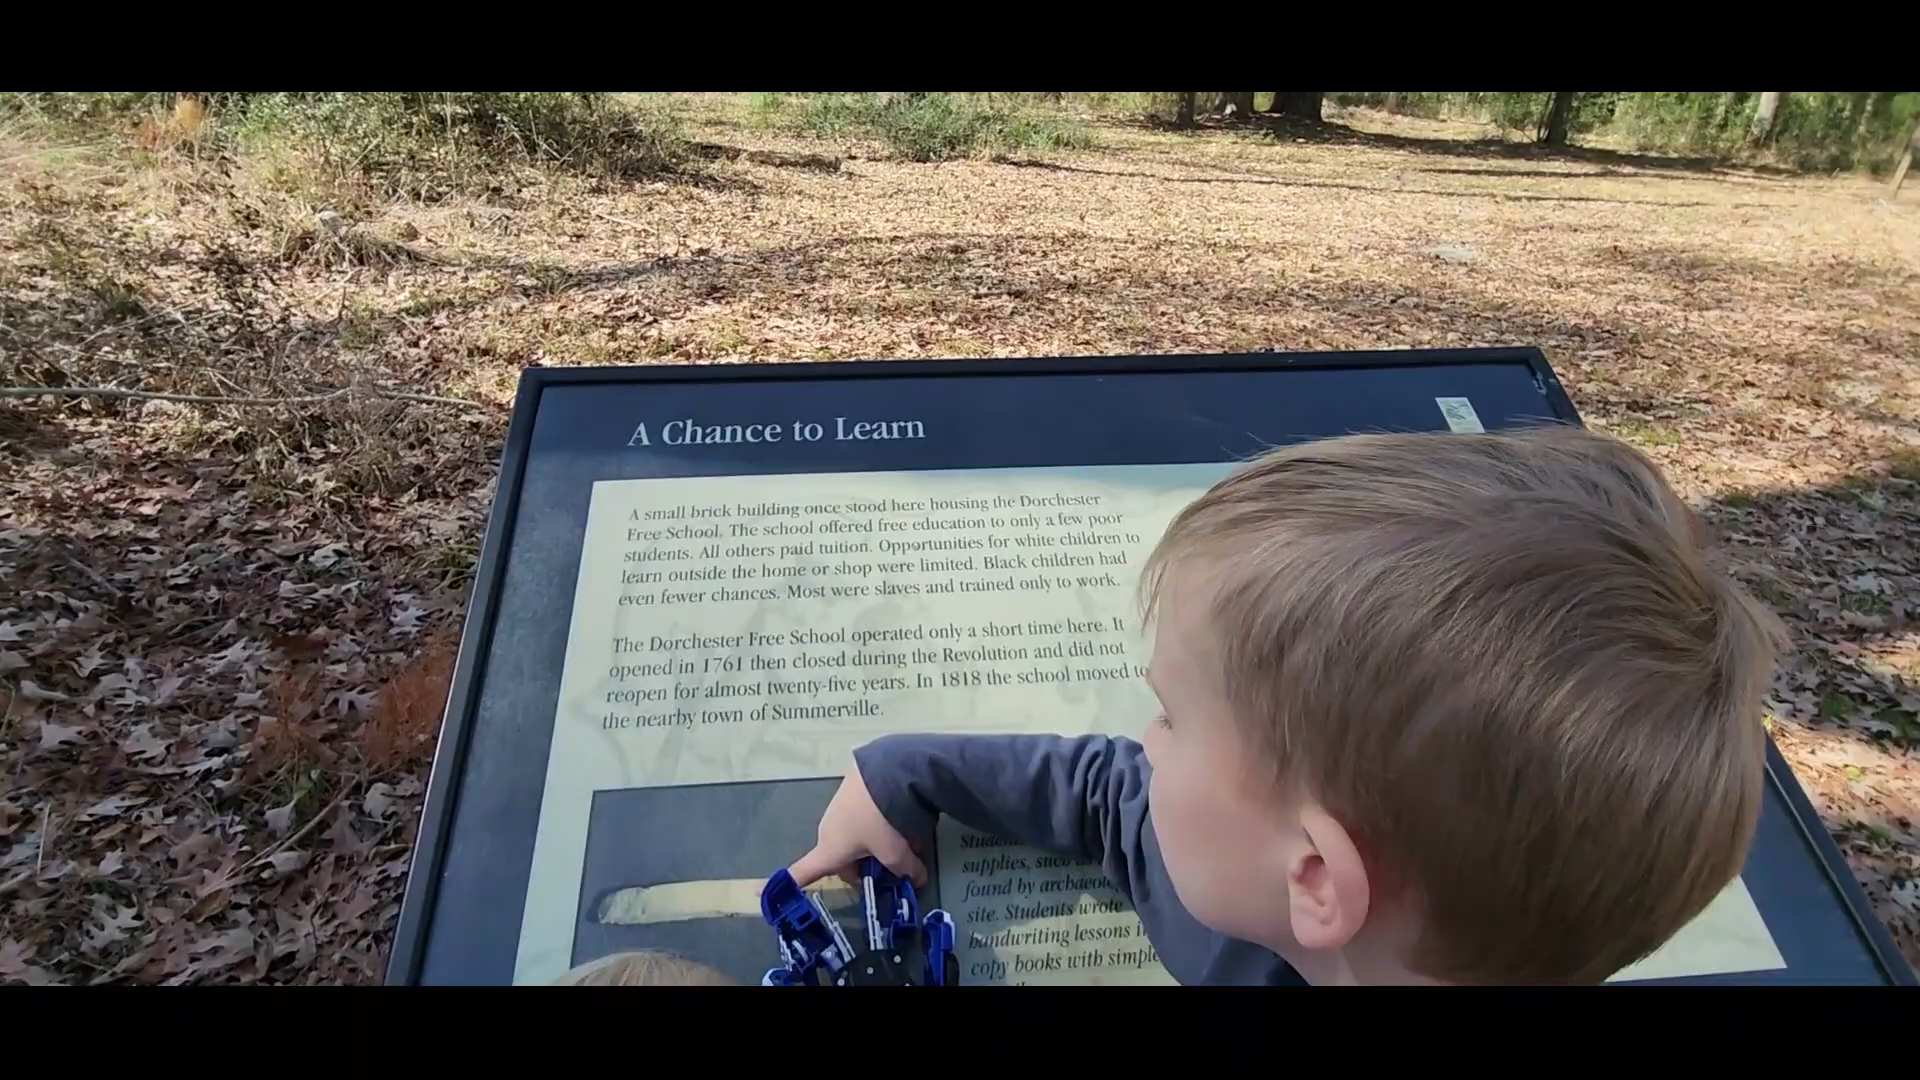 A Chance to Learn
A small brick building once stood here housing the Dorchester
Free School. The school offered free education to only a few poor
students. All others paid tuition. Opportunities for white children to
learn outside the home or shop were limited. Black children had
even fewer chances. Most were slaves and trained only to work.
The Dorchester Free School operated only a short time here. It
opened in 1761 then closed during the Revolution and did not
reopen for almost twenty-five years. In 1818 the school moved to
the nearby town of Summerville.
supplies, such as
found by
site. Students wrote
handwriting lessons
copy books with simple